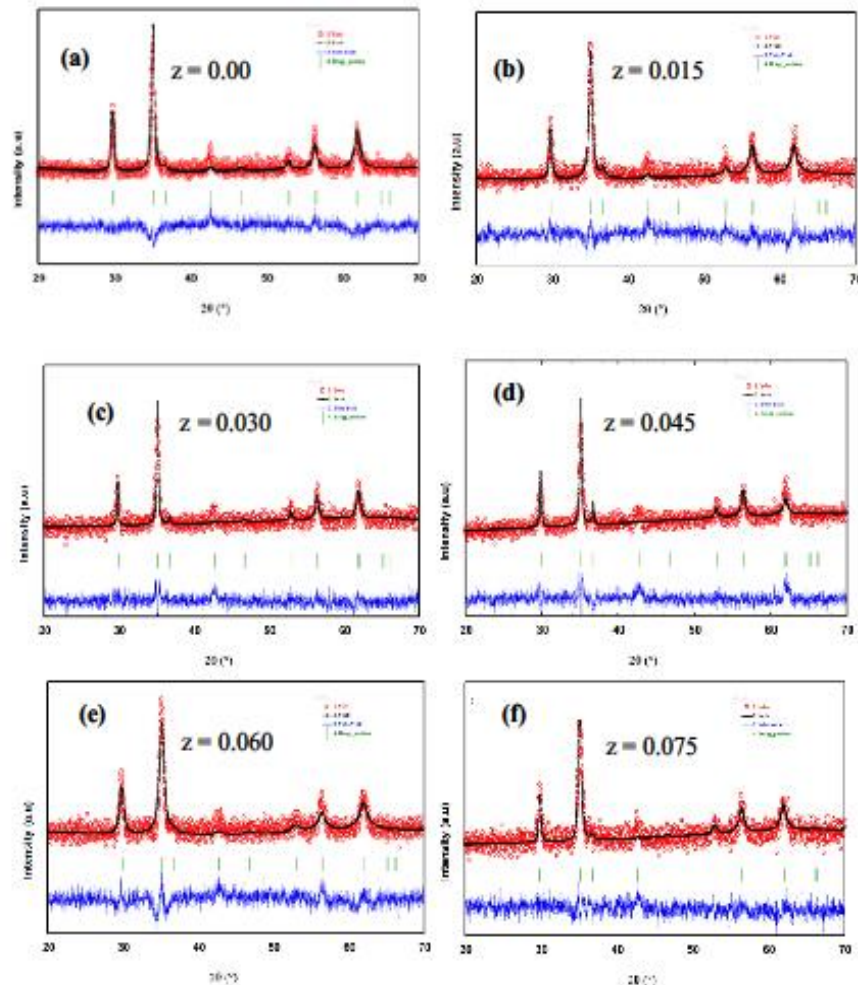 (a)
z = 0.00
Intensity (a.u)
20 30 40 50 60 70
2θ (°)
(b)
z = 0.015
Intensity (a.u)
20 30 40 50 60 70
2θ (°)
(c)
z = 0.030
Intensity (a.u)
20 30 40 50 60 70
2θ (°)
(d)
z = 0.045
Intensity (a.u)
20 30 40 50 60 70
2θ (°)
(e)
z = 0.060
Intensity (a.u)
20 30 40 50 60 70
2θ (°)
(f)
z = 0.075
Intensity (a.u)
20 30 40 50 60 70
2θ (°)